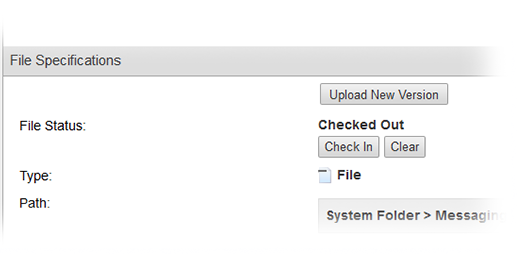 File Specifications
Upload New Version
File Status:
Checked Out
Check In Clear
Type:
File
Path:
System Folder > Messagin